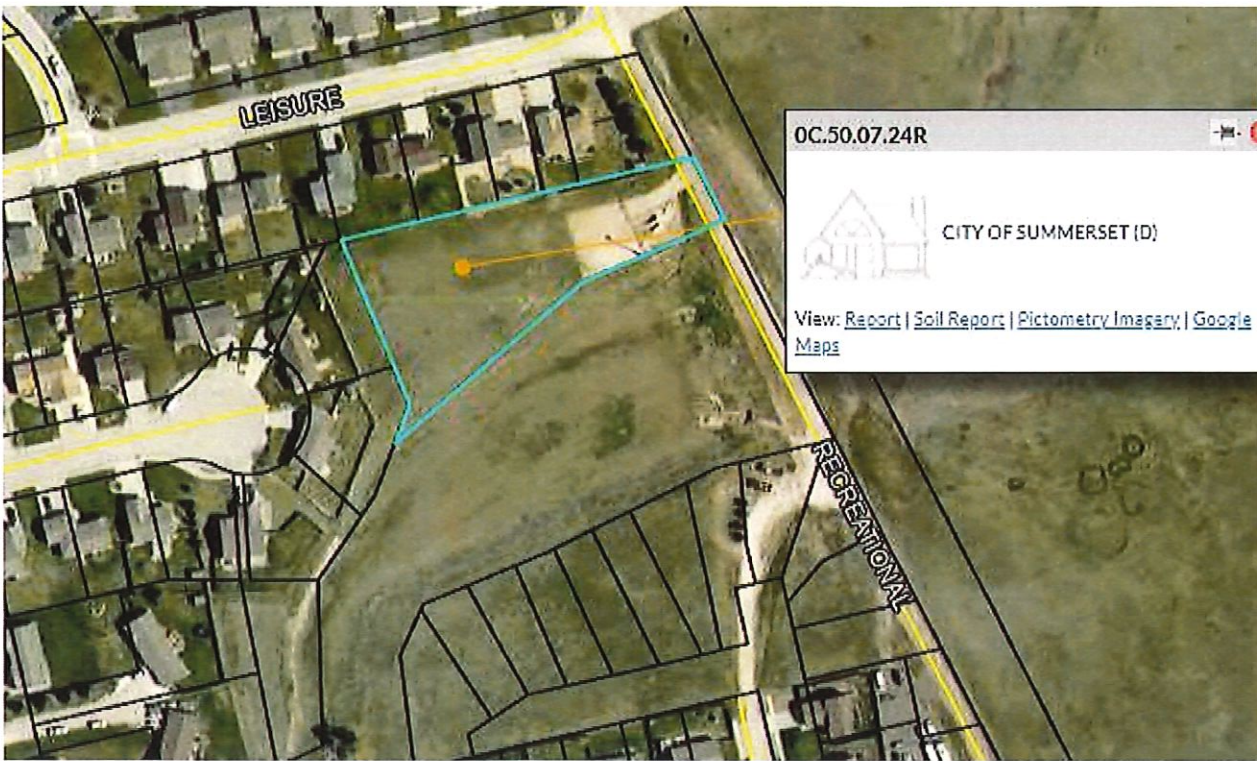 LEISURE
0C.50.07.24R
CITY OF SUMMERSET (D)
View: Report | Soil Report | Pictometry Imagery | Google
Maps
RECREATIONAL